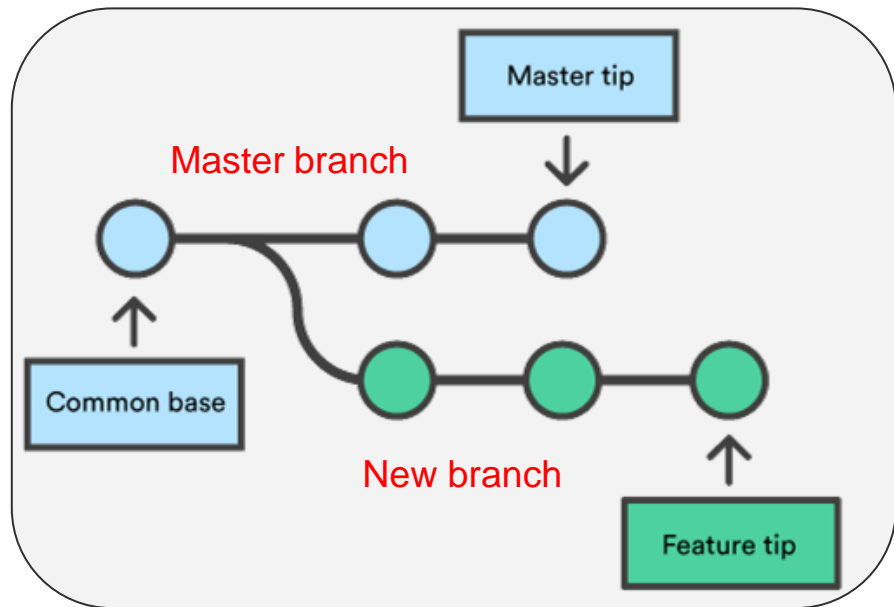 Master tip
Master branch
Common base
New branch
Feature tip